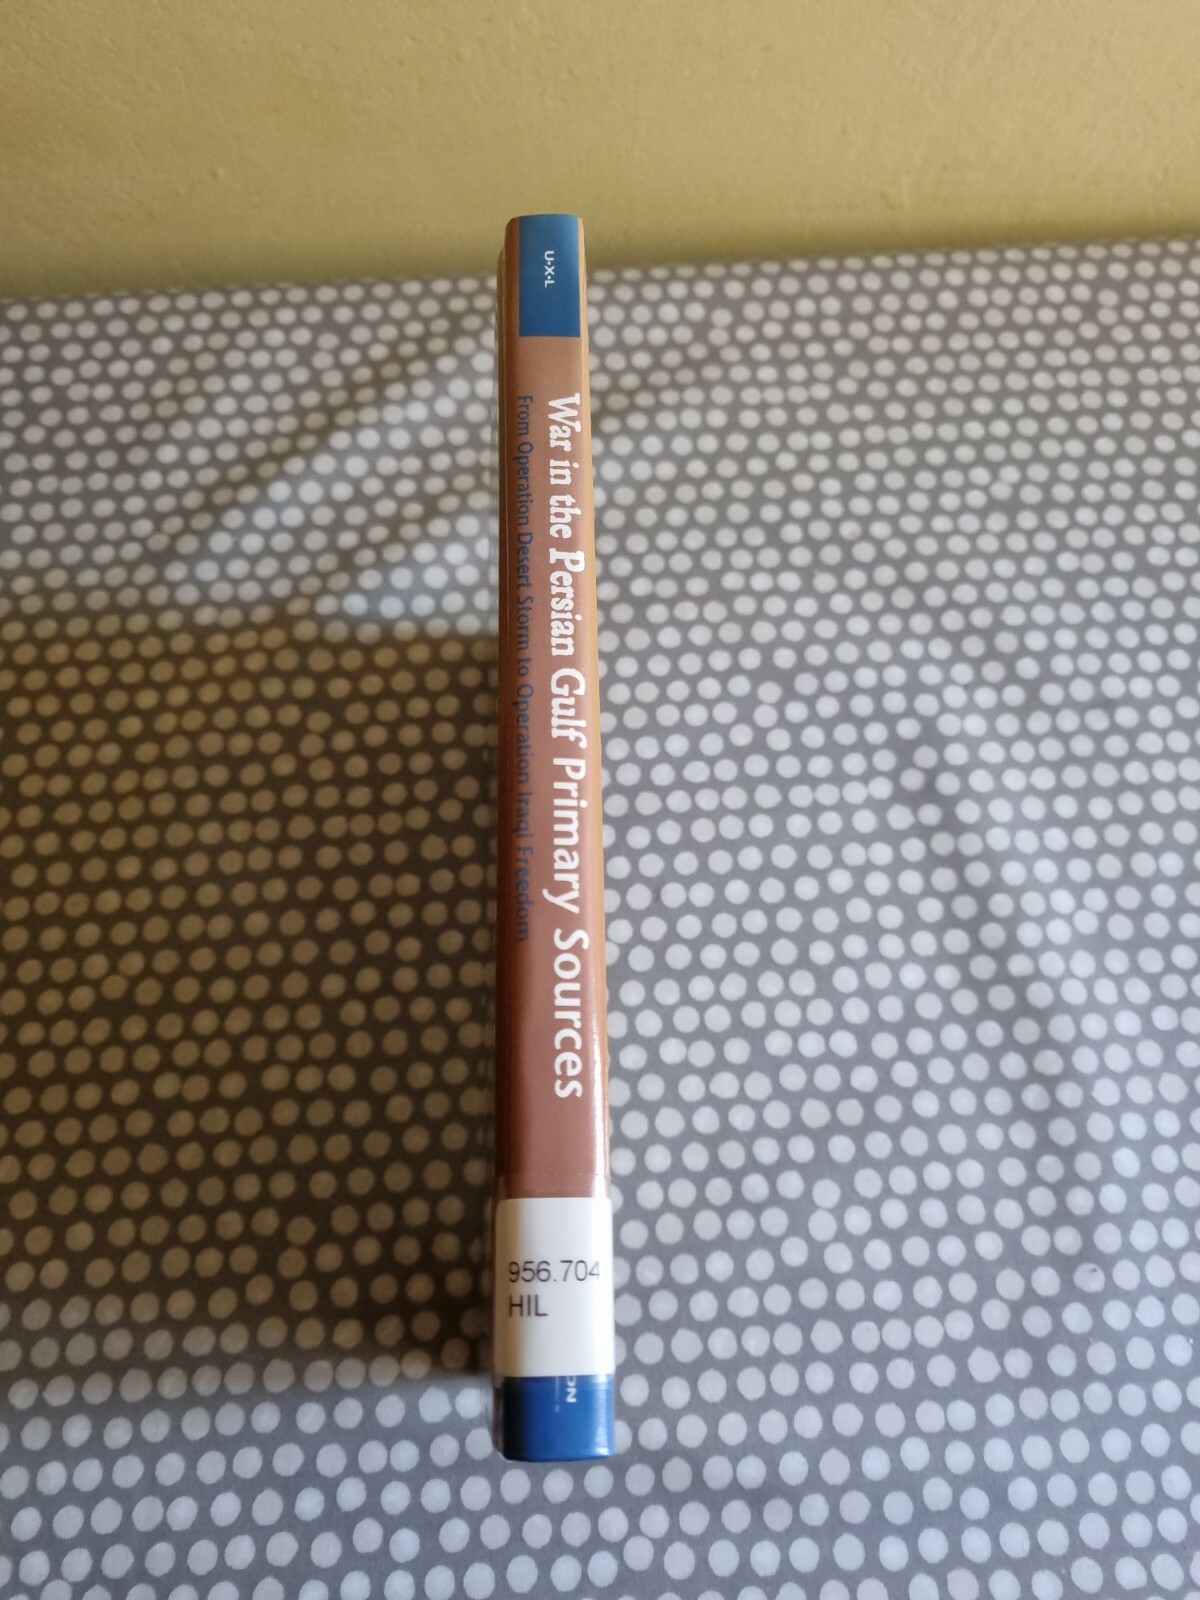 U·X·L
War in the Persian Gulf Primary Sources
From Operation Desert Storm to Operation Iraqi Freedom
956.704
HIL